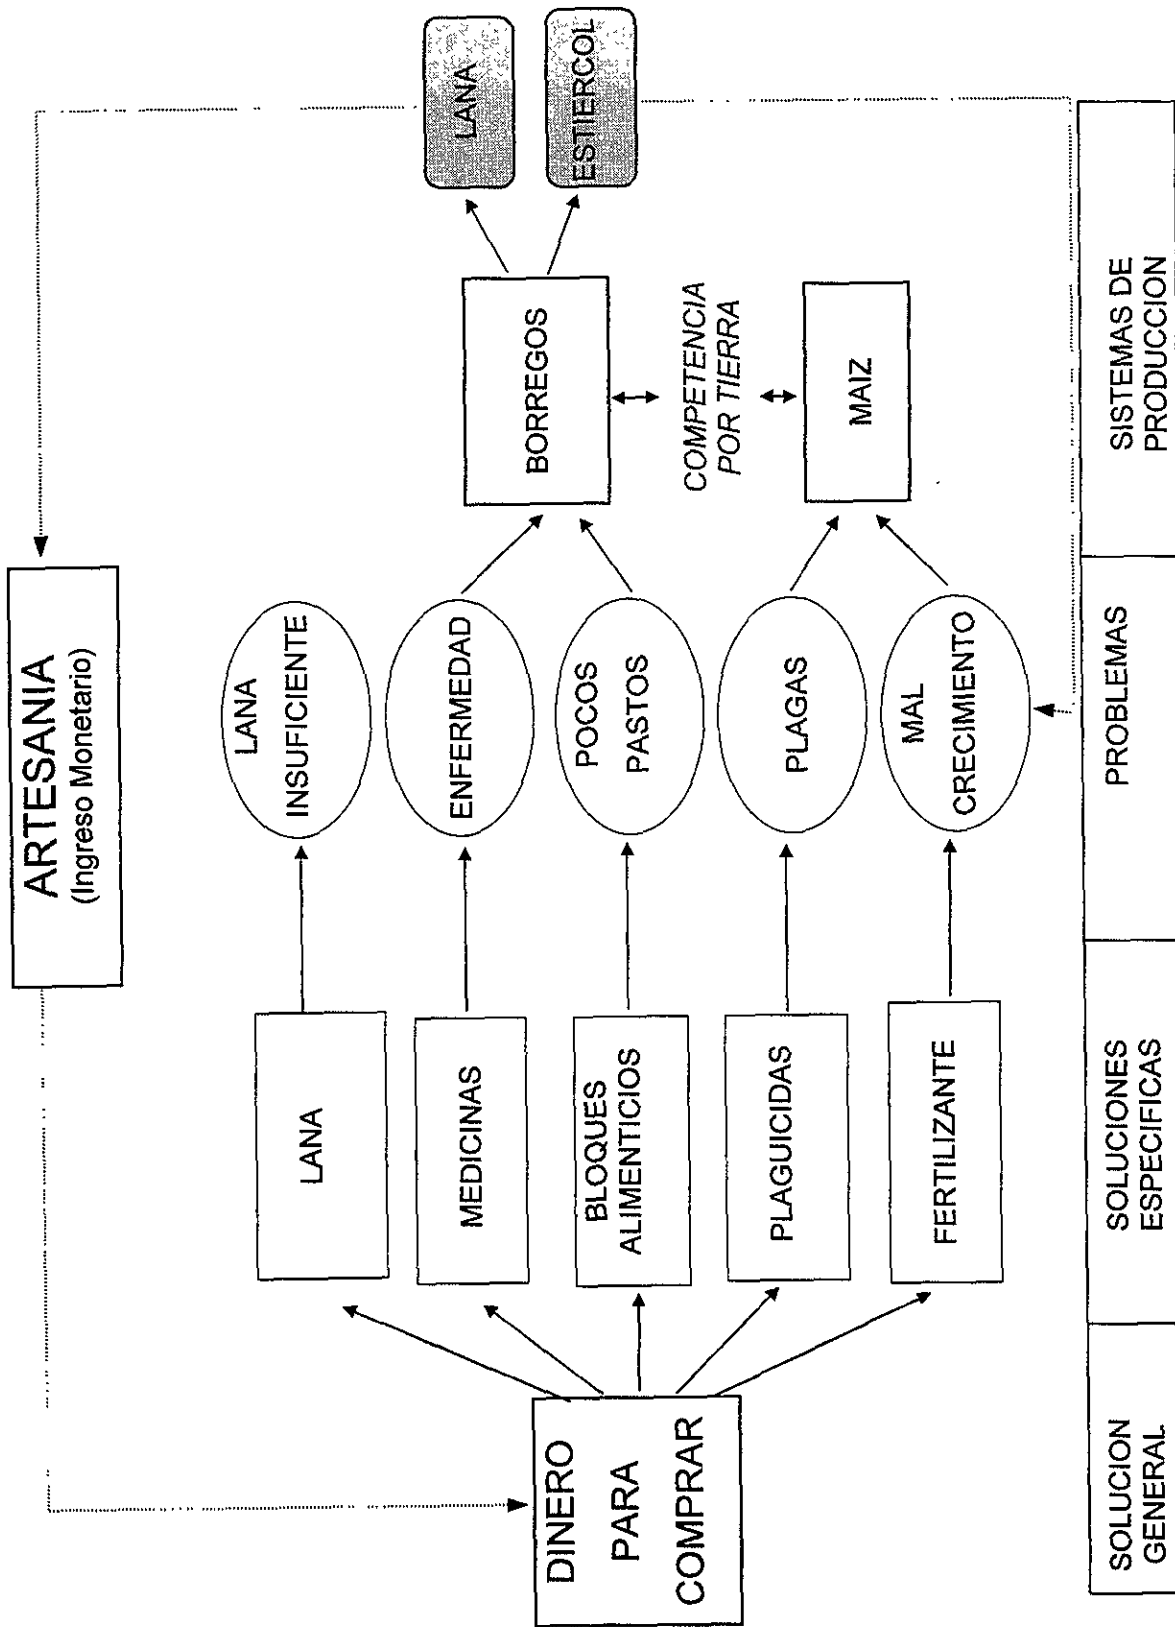 ARTESANIA
(Ingreso Monetario)
DINERO
PARA
COMPRAR
LANA
MEDICINAS
BLOQUES
ALIMENTICIOS
PLAGUICIDAS
FERTILIZANTE
LANA
INSUFICIENTE
ENFERMEDAD
POCOS
PASTOS
PLAGAS
MAL
CRECIMIENTO
BORREGOS
COMPETENCIA
POR TIERRA
MAIZ
LANA
ESTIERCOL
SOLUCION
GENERAL
SOLUCIONES
ESPECIFICAS
PROBLEMAS
SISTEMAS DE
PRODUCCION